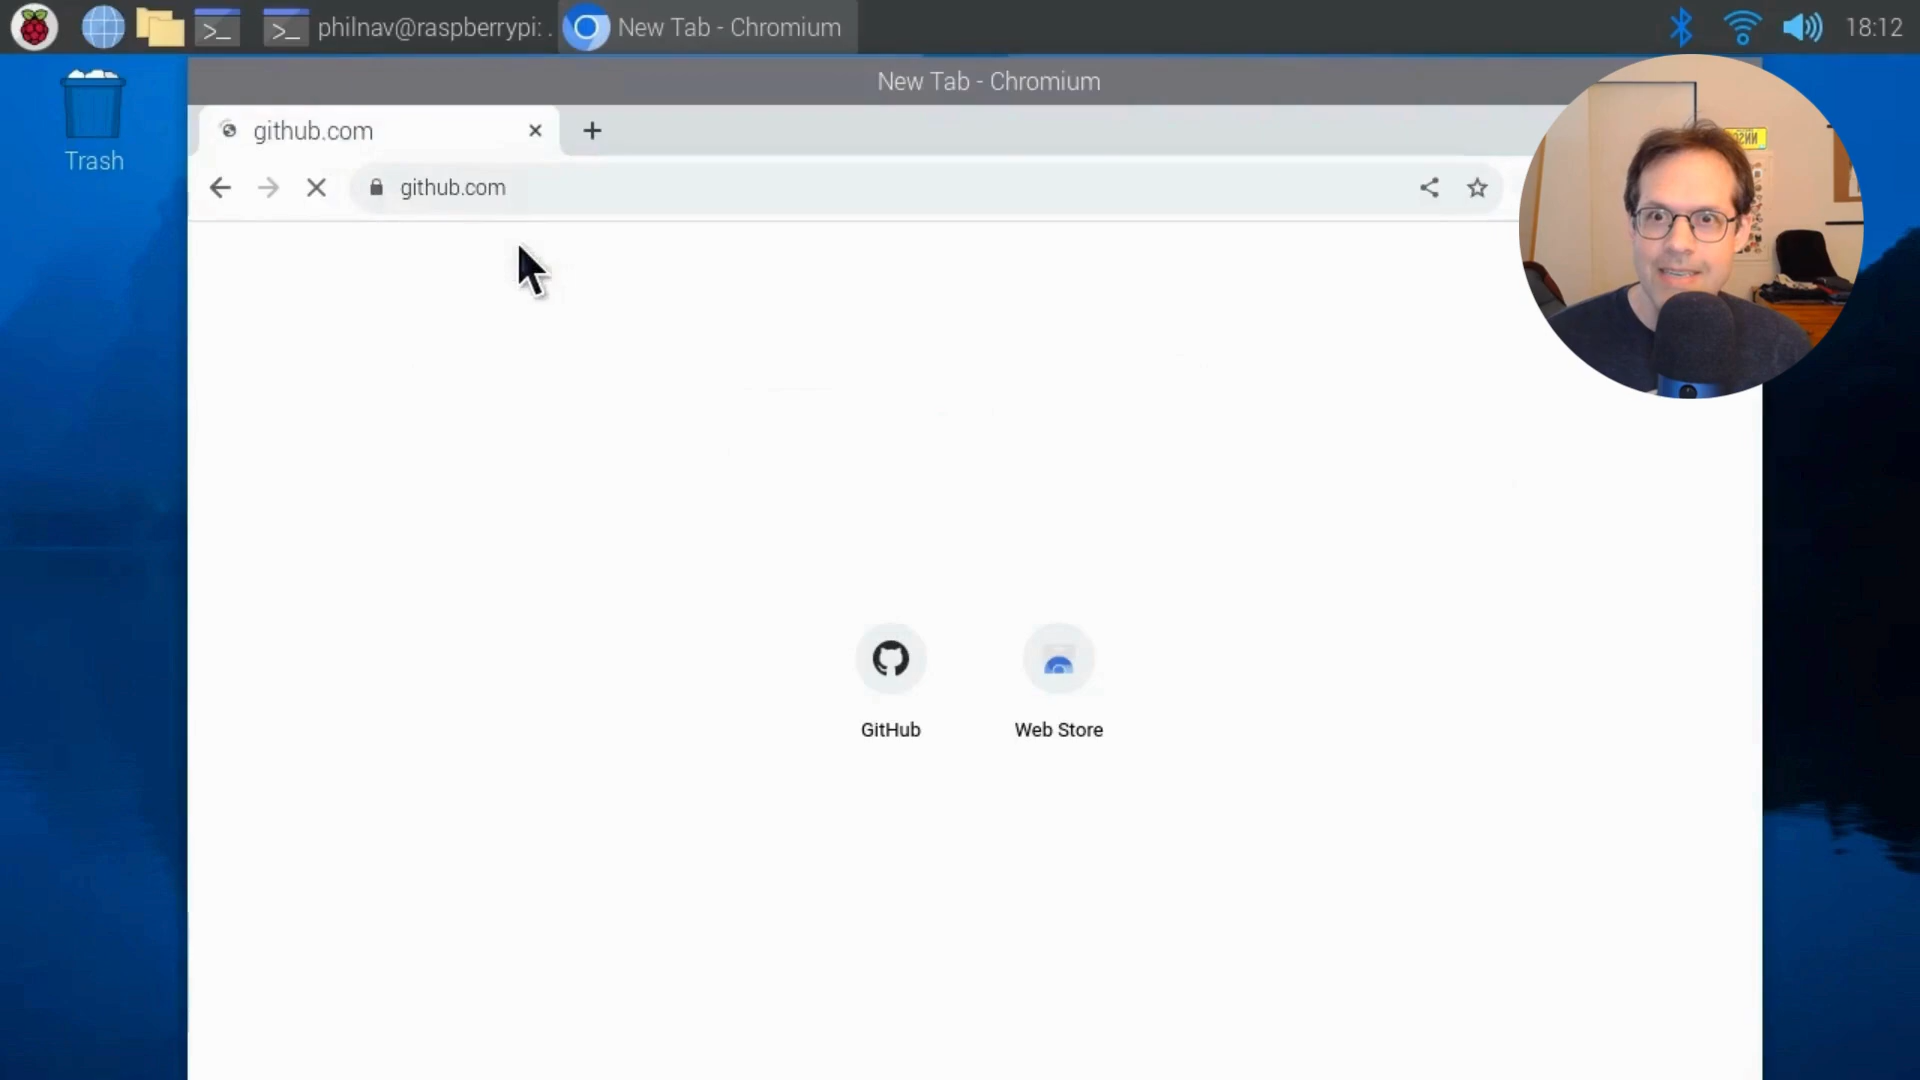 philnav@raspberrypi: .
New Tab - Chromium
18:12
New Tab - Chromium
github.com
Trash
github.com
GitHub
Web Store